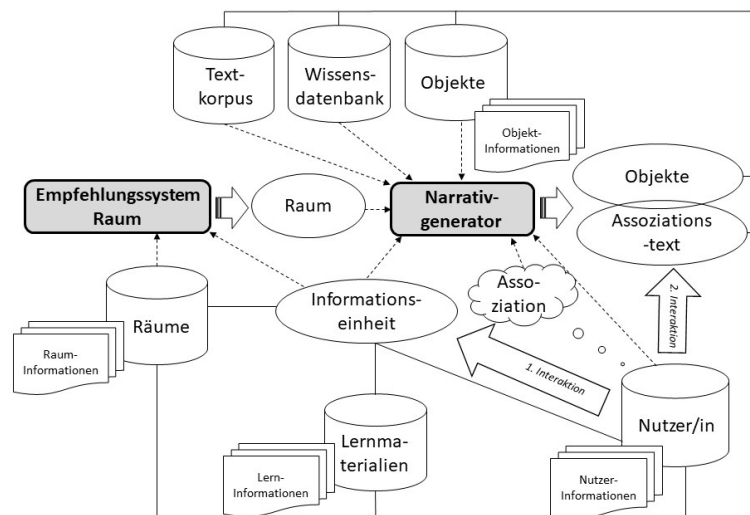 Text-
korpus
Wissens-
datenbank
Objekte
Objekt-
Informationen
Empfehlungssystem
Raum
Raum
Narrativ-
generator
Objekte
Assoziations
-text
Räume
Raum-
Informationen
Informations-
einheit
Asso-
ziation
1. Interaktion
2. Interaktion
Lernma-
terialien
Lern-
Informationen
Nutzer/in
Nutzer-
Informationen